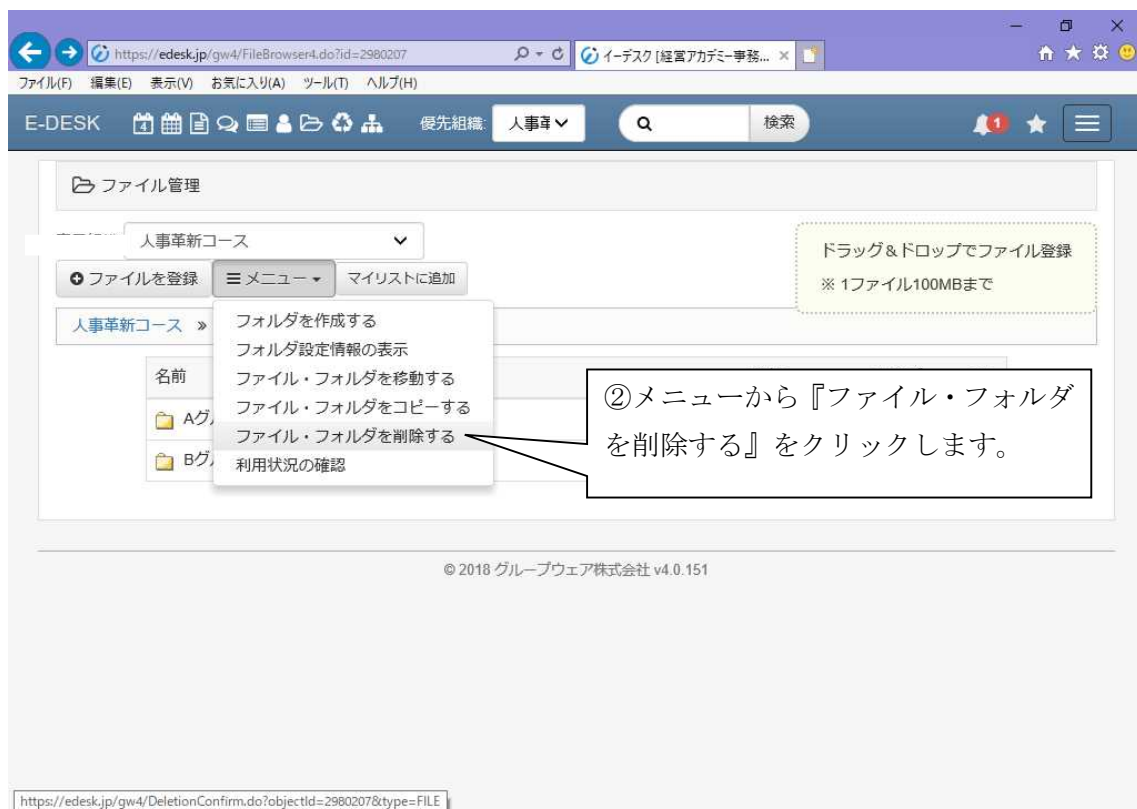 https://edesk.jp/gw4/FileBrowser4.do?id=2980207
イーデスク [経営アカデミー事務...
ファイル(F) 編集(E) 表示(V) お気に入り(A) ツール(T) ヘルプ(H)
E-DESK 4 優先組織: 人事革 検索 1
ファイル管理
人事革新コース
ドラッグ&ドロップでファイル登録
※ 1ファイル100MBまで
ファイルを登録 メニュー マイリストに追加
人事革新コース »
フォルダを作成する
フォルダ設定情報の表示
ファイル・フォルダを移動する
ファイル・フォルダをコピーする
ファイル・フォルダを削除する
利用状況の確認
名前
Aグ
Bグ
②メニューから『ファイル・フォルダ
を削除する』をクリックします。
© 2018 グループウェア株式会社 v4.0.151
https://edesk.jp/gw4/DeletionConfirm.do?objectId=2980207&type=FILE